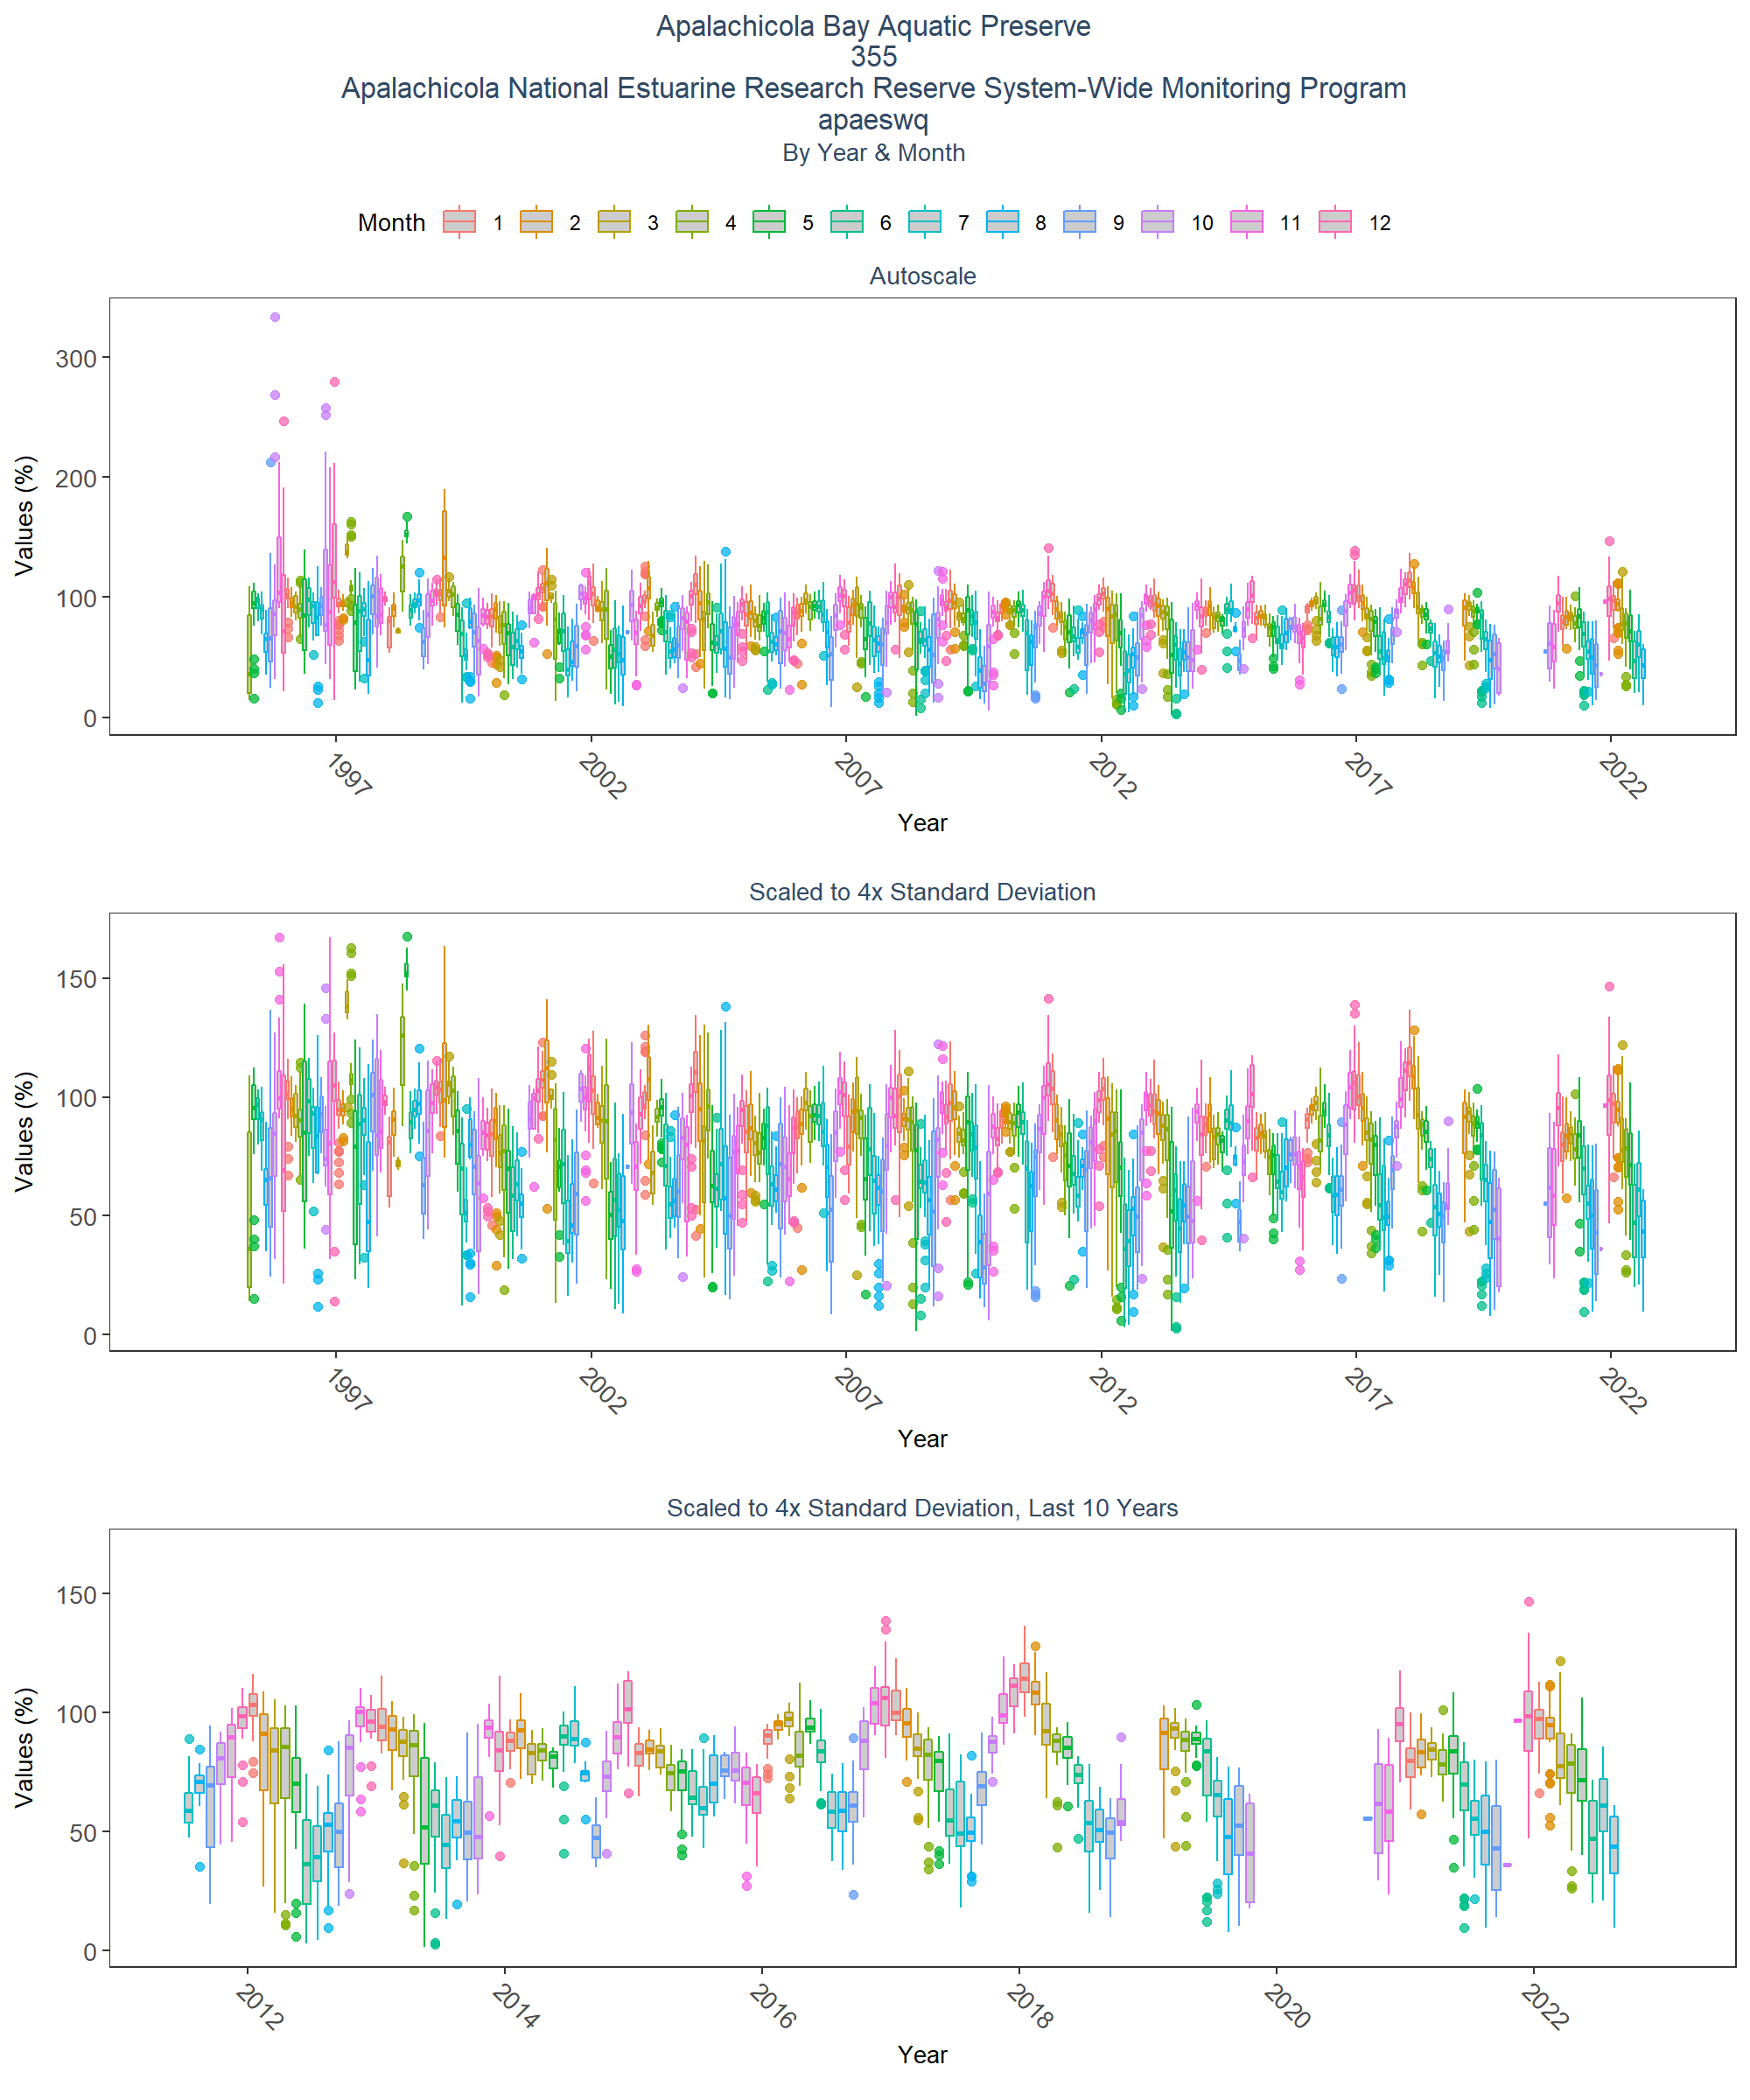 Apalachicola Bay Aquatic Preserve
355
Apalachicola National Estuarine Research Reserve System-Wide Monitoring Program
apaeswq
By Year & Month
Month 1 2 3 4 5 6 7 8 9 10 11 12
Autoscale
Values (%)
300
200
100
0
1997 2002 2007 2012 2017 2022
Year
Scaled to 4x Standard Deviation
Values (%)
150
100
50
0
1997 2002 2007 2012 2017 2022
Year
Scaled to 4x Standard Deviation, Last 10 Years
Values (%)
150
100
50
0
2012 2014 2016 2018 2020 2022
Year